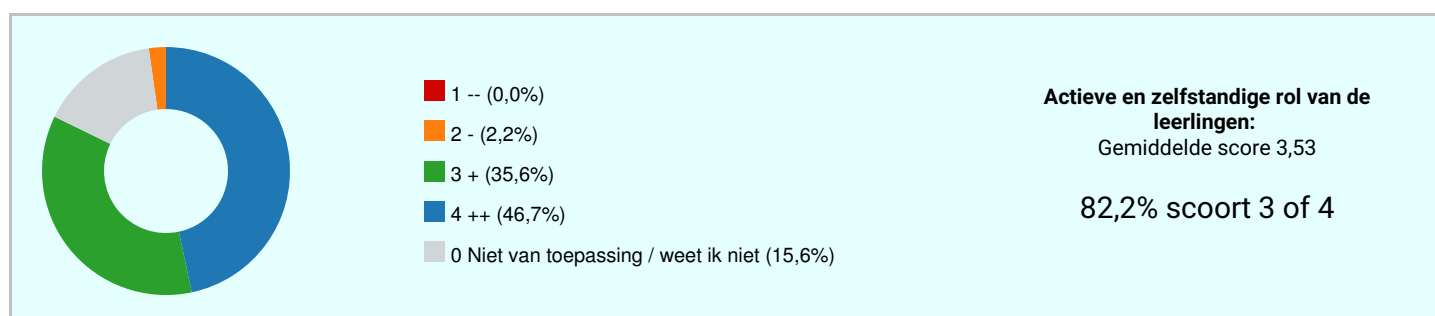 1 -- (0,0%)
2 - (2,2%)
3 + (35,6%)
4 ++ (46,7%)
0 Niet van toepassing / weet ik niet (15,6%)
Actieve en zelfstandige rol van de
leerlingen:
Gemiddelde score 3,53
82,2% scoort 3 of 4